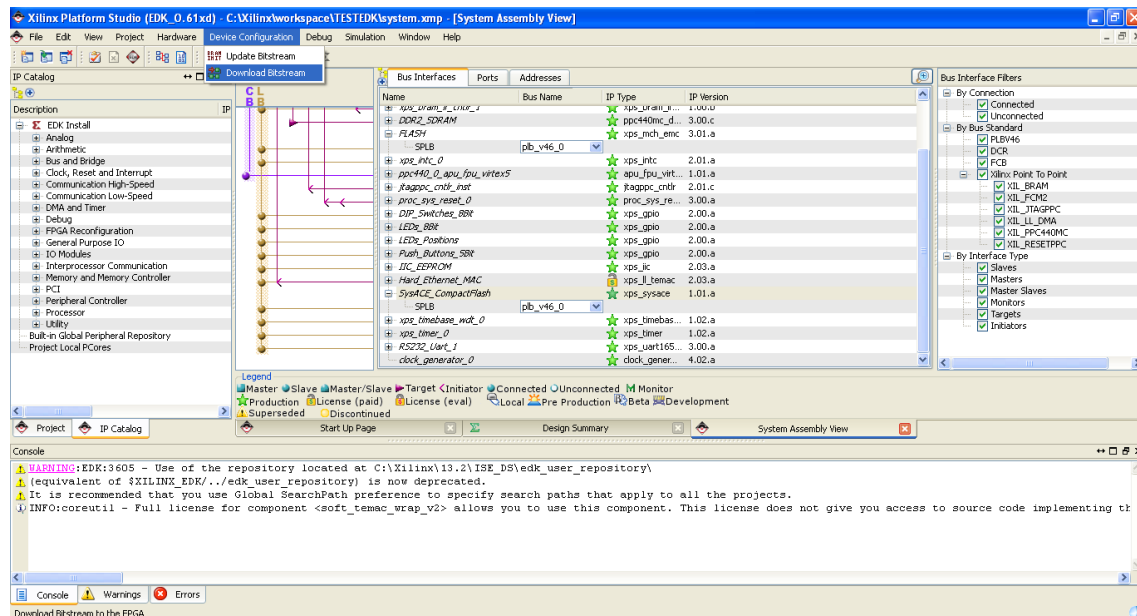 Xilinx Platform Studio (EDK_O.61xd) - C:\Xilinx\workspace\TESTEDK\system.xmp - [System Assembly View]
File Edit View Project Hardware Device Configuration Debug Simulation Window Help
Update Bitstream
Download Bitstream
IP Catalog
Description IP
EDK Install
Analog
Arithmetic
Bus and Bridge
Clock, Reset and Interrupt
Communication High-Speed
Communication Low-Speed
DMA and Timer
Debug
FPGA Reconfiguration
General Purpose IO
IO Modules
Interprocessor Communication
Memory and Memory Controller
PCI
Peripheral Controller
Processor
Utility
Built-in Global Peripheral Repository
Project Local PCores
Project IP Catalog
C L
B B
Bus Interfaces Ports Addresses
Name Bus Name IP Type IP Version
xps_bram_if_cntlr_1 xps_bram_if... 1.00.b
DDR2_SDRAM ppc440mc_d... 3.00.c
FLASH xps_mch_emc 3.01.a
SPLB plb_v46_0
xps_intc_0 xps_intc 2.01.a
ppc440_0_apu_fpu_virtex5 apu_fpu_virt... 1.01.a
jtagppc_cntlr_inst jtagppc_cntlr 2.01.c
proc_sys_reset_0 proc_sys_re... 3.00.a
DIP_Switches_8Bit xps_gpio 2.00.a
LEDs_8Bit xps_gpio 2.00.a
LEDs_Positions xps_gpio 2.00.a
Push_Buttons_5Bit xps_gpio 2.00.a
IIC_EEPROM xps_iic 2.03.a
Hard_Ethernet_MAC xps_ll_temac 2.03.a
SysACE_CompactFlash xps_sysace 1.01.a
SPLB plb_v46_0
xps_timebase_wdt_0 xps_timebas... 1.02.a
xps_timer_0 xps_timer 1.02.a
RS232_Uart_1 xps_uart165... 3.00.a
clock_generator_0 clock_gener... 4.02.a
Legend
Master Slave Master/Slave Target Initiator Connected Unconnected M Monitor
Production License (paid) License (eval) Local Pre Production Beta Development
Superseded Discontinued
Start Up Page Design Summary System Assembly View
Bus Interface Filters
By Connection
Connected
Unconnected
By Bus Standard
PLBV46
DCR
FCB
Xilinx Point To Point
XIL_BRAM
XIL_FCM2
XIL_JTAGPPC
XIL_LL_DMA
XIL_PPC440MC
XIL_RESETPPC
By Interface Type
Slaves
Masters
Master Slaves
Monitors
Targets
Initiators
Console
WARNING:EDK:3605 - Use of the repository located at C:\Xilinx\13.2\ISE_DS\edk_user_repository\
(equivalent of $XILINX_EDK/../edk_user_repository) is now deprecated.
It is recommended that you use Global SearchPath preference to specify search paths that apply to all the projects.
INFO:coreutil - Full license for component <soft_temac_wrap_v2> allows you to use this component. This license does not give you access to source code implementing th
Console Warnings Errors
Download Bitstream to the FPGA